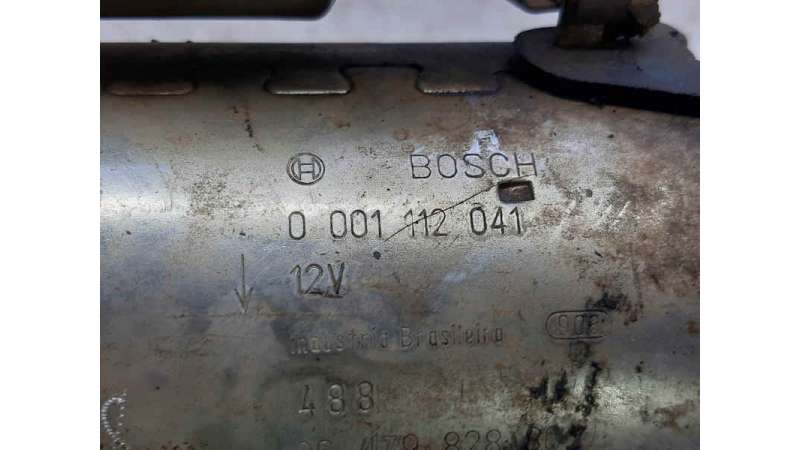 BOSCH
0 001 112 041
12V
Industria Brasileira
488